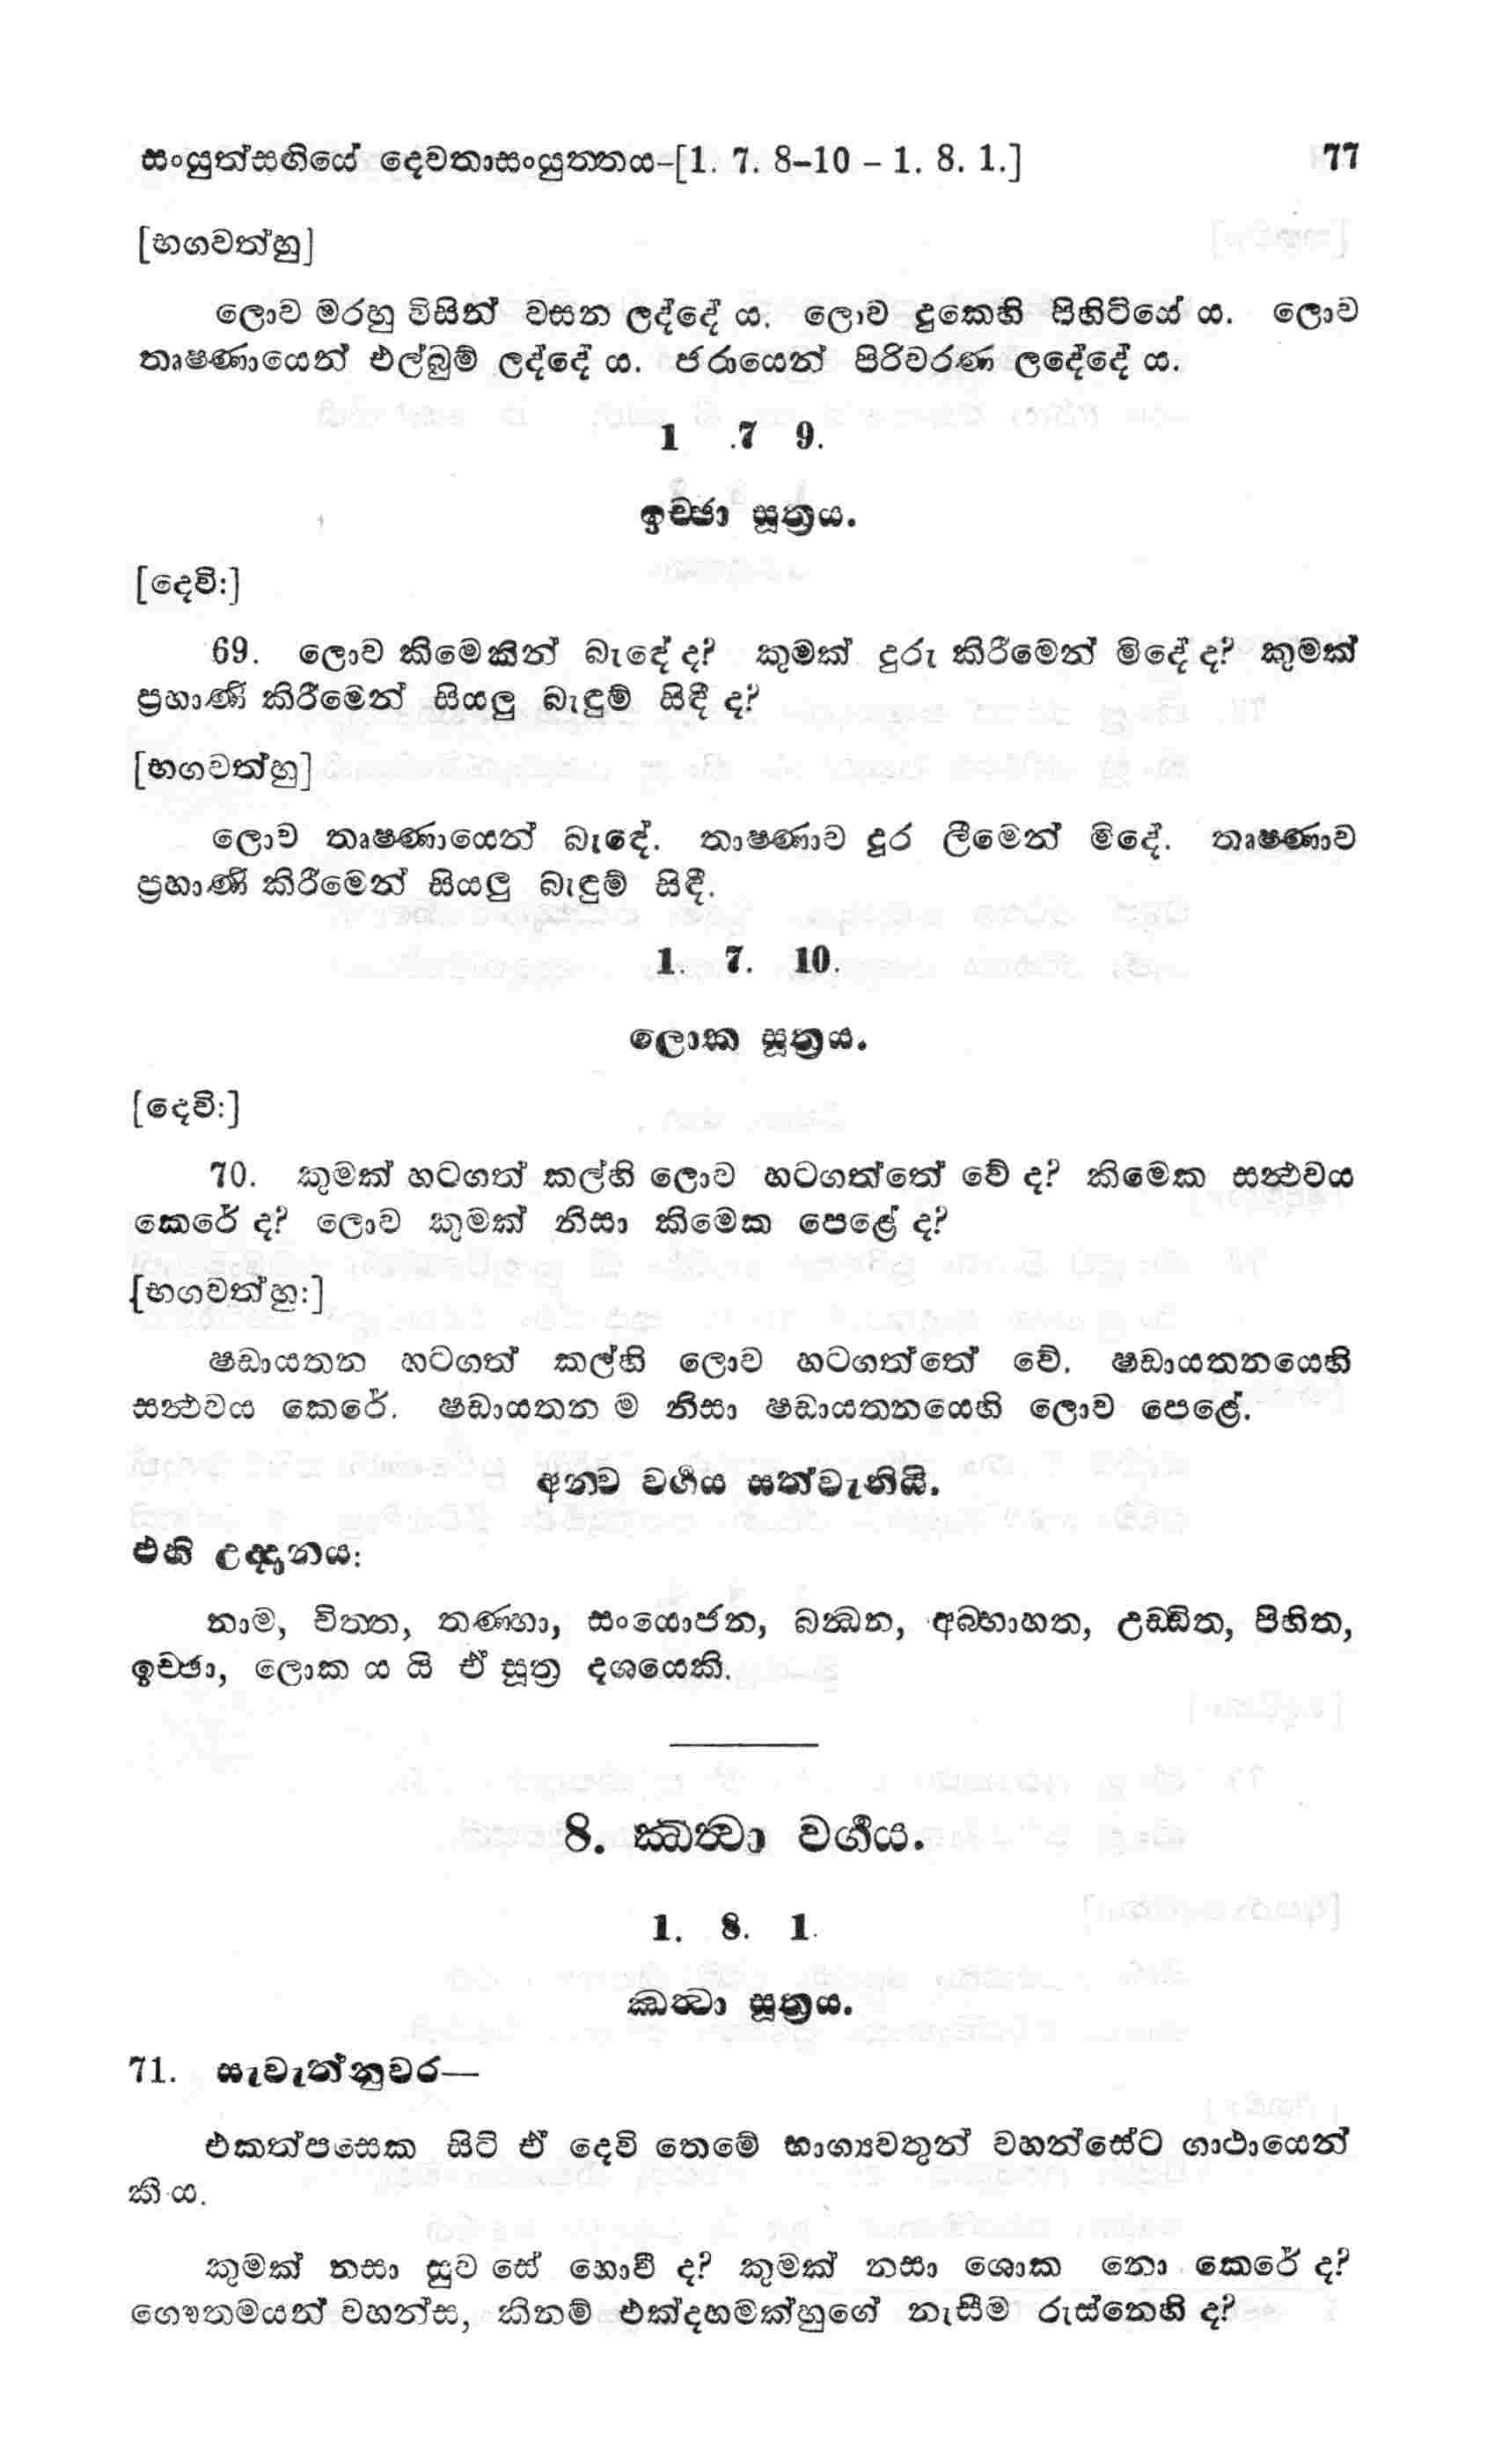 සංයුත්සඟියේ දෙවතාසංයුත්තය-[1. 7. 8-10 – 1. 8. 1.] 77
[භගවත්හු]
ලොව මරහු විසින් වසන ලද්දේ ය. ලොව දුකෙහි පිහිටියේ ය. ලොව
තෘෂණායෙන් එල්බුම් ලද්දේ ය. ජරායෙන් පිරිවරණ ලදේදේ ය.
1 .7 9.
ඉච්ඡා සූත්‍රය.
[දෙවි:]
69. ලොව කිමෙකින් බැඳේ ද? කුමක් දුරු කිරීමෙන් මිදේ ද? කුමක්
ප්‍රහාණි කිරීමෙන් සියලු බැඳුම් සිඳී ද?
[භගවත්හු]
ලොව තෘෂණායෙන් බැඳේ. තාෂණාව දූර ලීමෙන් මිදේ. තෘෂණාව
ප්‍රහාණි කිරීමෙන් සියලු බැඳුම් සිඳී.
1. 7. 10.
ලොක සූත්‍රය.
[දෙවි:]
70. කුමක් හටගත් කල්හි ලොව හටගත්තේ වේ ද? කිමෙක සන්‍ථවය
කෙරේ ද? ලොව කුමක් නිසා කිමෙක පෙළේ ද?
[භගවත්හු:]
ෂඩායතන හටගත් කල්හි ලොව හටගත්තේ වේ. ෂඩායතනයෙහි
සන්‍ථවය කෙරේ. ෂඩායතන ම නිසා ෂඩායතනයෙහි ලොව පෙළේ.
අන්‍ව වර්‍ගය සත්වැනියි.
එහි උද්‍දානය:
නාම, චිත්ත, තණ්හා, සංයොජන, බන්‍ධන, අබ්භාහත, උඩ්ඩිත, පිහිත,
ඉච්ඡා, ලොක ය යි ඒ සූත්‍ර දශයෙකි.
8. ඣත්‍වා වර්‍ගය.
1. 8. 1.
ඣත්‍වා සූත්‍රය.
71. සැවැත්නුවර—
එකත්පසෙක සිටි ඒ දෙවි තෙමේ භාග්‍යවතුන් වහන්සේට ගාථායෙන්
කී ය.
කුමක් නසා සුව සේ හොවී ද? කුමක් නසා ශොක නො කෙරේ ද?
ගෞතමයන් වහන්ස, කිනම් එක්දහමක්හුගේ නැසීම රුස්නෙහි ද?